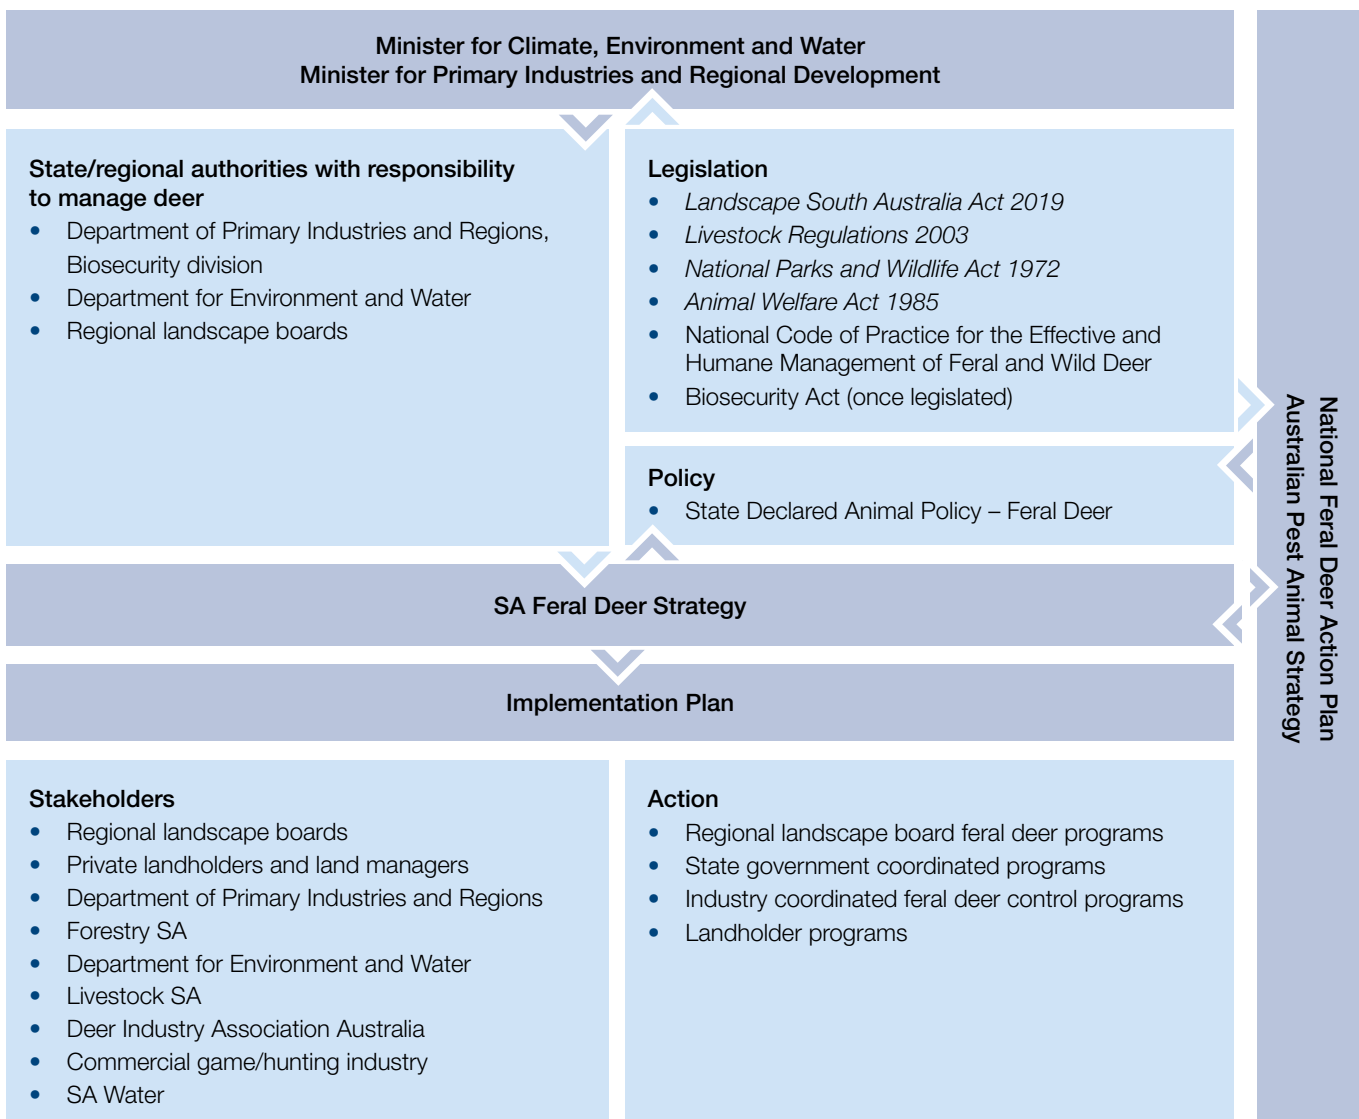 Minister for Climate, Environment and Water
Minister for Primary Industries and Regional Development
State/regional authorities with responsibility
to manage deer
• Department of Primary Industries and Regions,
Biosecurity division
• Department for Environment and Water
• Regional landscape boards
Legislation
• Landscape South Australia Act 2019
• Livestock Regulations 2003
• National Parks and Wildlife Act 1972
• Animal Welfare Act 1985
• National Code of Practice for the Effective and
Humane Management of Feral and Wild Deer
• Biosecurity Act (once legislated)
Policy
• State Declared Animal Policy – Feral Deer
SA Feral Deer Strategy
Implementation Plan
Stakeholders
• Regional landscape boards
• Private landholders and land managers
• Department of Primary Industries and Regions
• Forestry SA
• Department for Environment and Water
• Livestock SA
• Deer Industry Association Australia
• Commercial game/hunting industry
• SA Water
Action
• Regional landscape board feral deer programs
• State government coordinated programs
• Industry coordinated feral deer control programs
• Landholder programs
National Feral Deer Action Plan
Australian Pest Animal Strategy